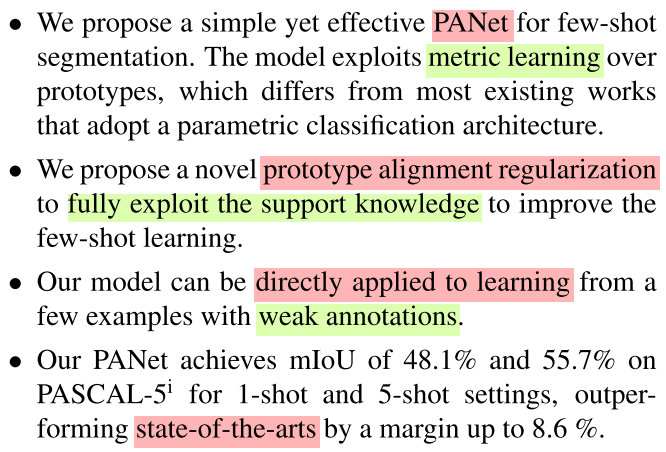 • We propose a simple yet effective PANet for few-shot
segmentation. The model exploits metric learning over
prototypes, which differs from most existing works
that adopt a parametric classification architecture.
• We propose a novel prototype alignment regularization
to fully exploit the support knowledge to improve the
few-shot learning.
• Our model can be directly applied to learning from a
few examples with weak annotations.
• Our PANet achieves mIoU of 48.1% and 55.7% on
PASCAL-5ⁱ for 1-shot and 5-shot settings, outper-
forming state-of-the-arts by a margin up to 8.6 %.